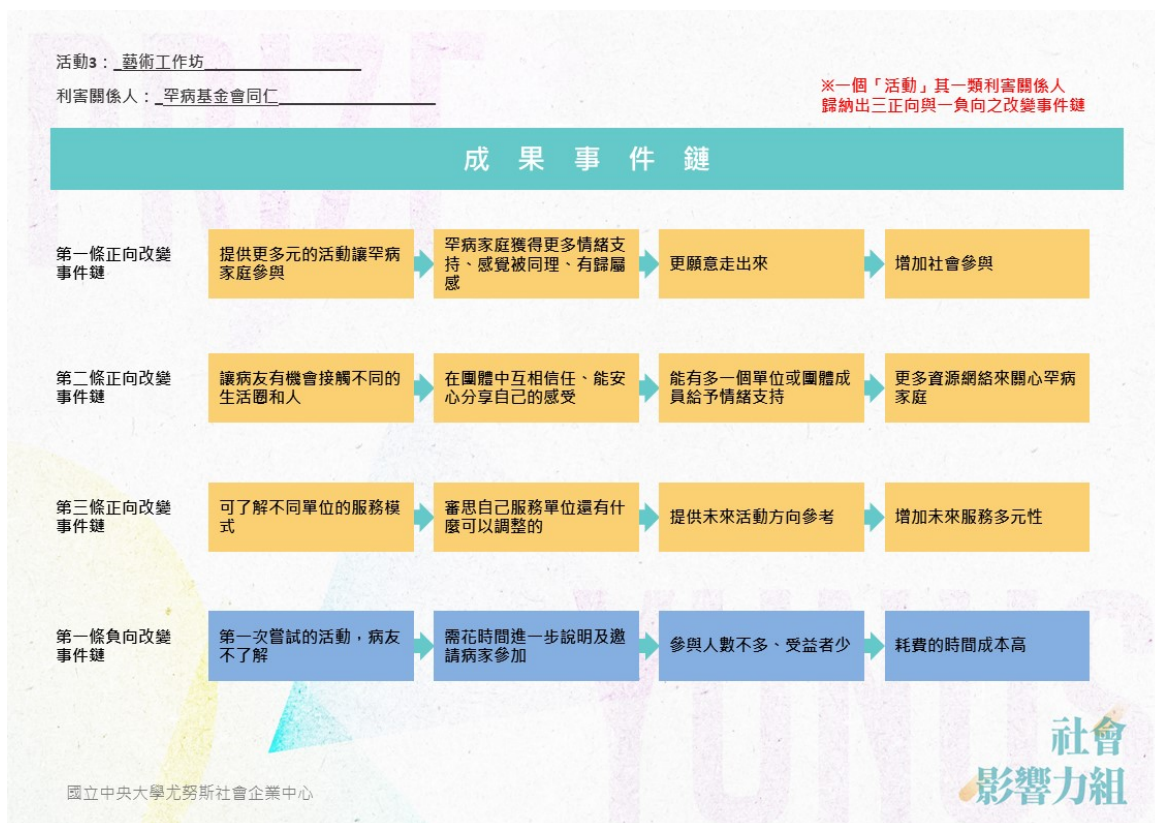 活動3：_藝術工作坊_
利害關係人：_罕病基金會同仁_
※一個「活動」其一類利害關係人
歸納出三正向與一負向之改變事件鏈
成果事件鏈
第一條正向改變
事件鏈
提供更多元的活動讓罕病
家庭參與
罕病家庭獲得更多情緒支
持、感覺被同理、有歸屬
感
更願意走出來
增加社會參與
第二條正向改變
事件鏈
讓病友有機會接觸不同的
生活圈和人
在團體中互相信任、能安
心分享自己的感受
能有多一個單位或團體成
員給予情緒支持
更多資源網絡來關心罕病
家庭
第三條正向改變
事件鏈
可了解不同單位的服務模
式
審思自己服務單位還有什
麼可以調整的
提供未來活動方向參考
增加未來服務多元性
第一條負向改變
事件鏈
第一次嘗試的活動，病友
不了解
需花時間進一步說明及邀
請病家參加
參與人數不多、受益者少
耗費的時間成本高
YUNUS
社會
影響力組
國立中央大學尤努斯社會企業中心